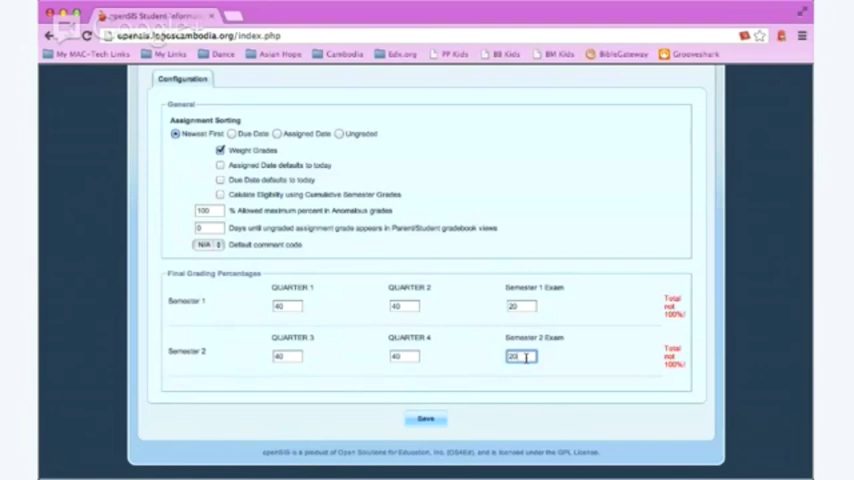 openSIS Student Informat
Google+
opensis.logoscambodia.org/index.php
My MAC-Tech Links My Links Dance Asian Hope Cambodia Edx.org PP Kids BB Kids BM Kids BibleGateway Grooveshark
Configuration
General
Assignment Sorting
Newest First Due Date Assigned Date Ungraded
Weight Grades
Assigned Date defaults to today
Due Date defaults to today
Calulate Eligibility using Cumulative Semester Grades
100 % Allowed maximum percent in Anomalous grades
0 Days until ungraded assignment grade appears in Parent/Student gradebook views
N/A Default comment code
Final Grading Percentages
QUARTER 1 QUARTER 2 Semester 1 Exam
Semester 1 40 40 20 Total not 100%!
QUARTER 3 QUARTER 4 Semester 2 Exam
Semester 2 40 40 20 Total not 100%!
Save
openSIS is a product of Open Solutions for Education, Inc. (OS4Ed). and is licensed under the GPL License.